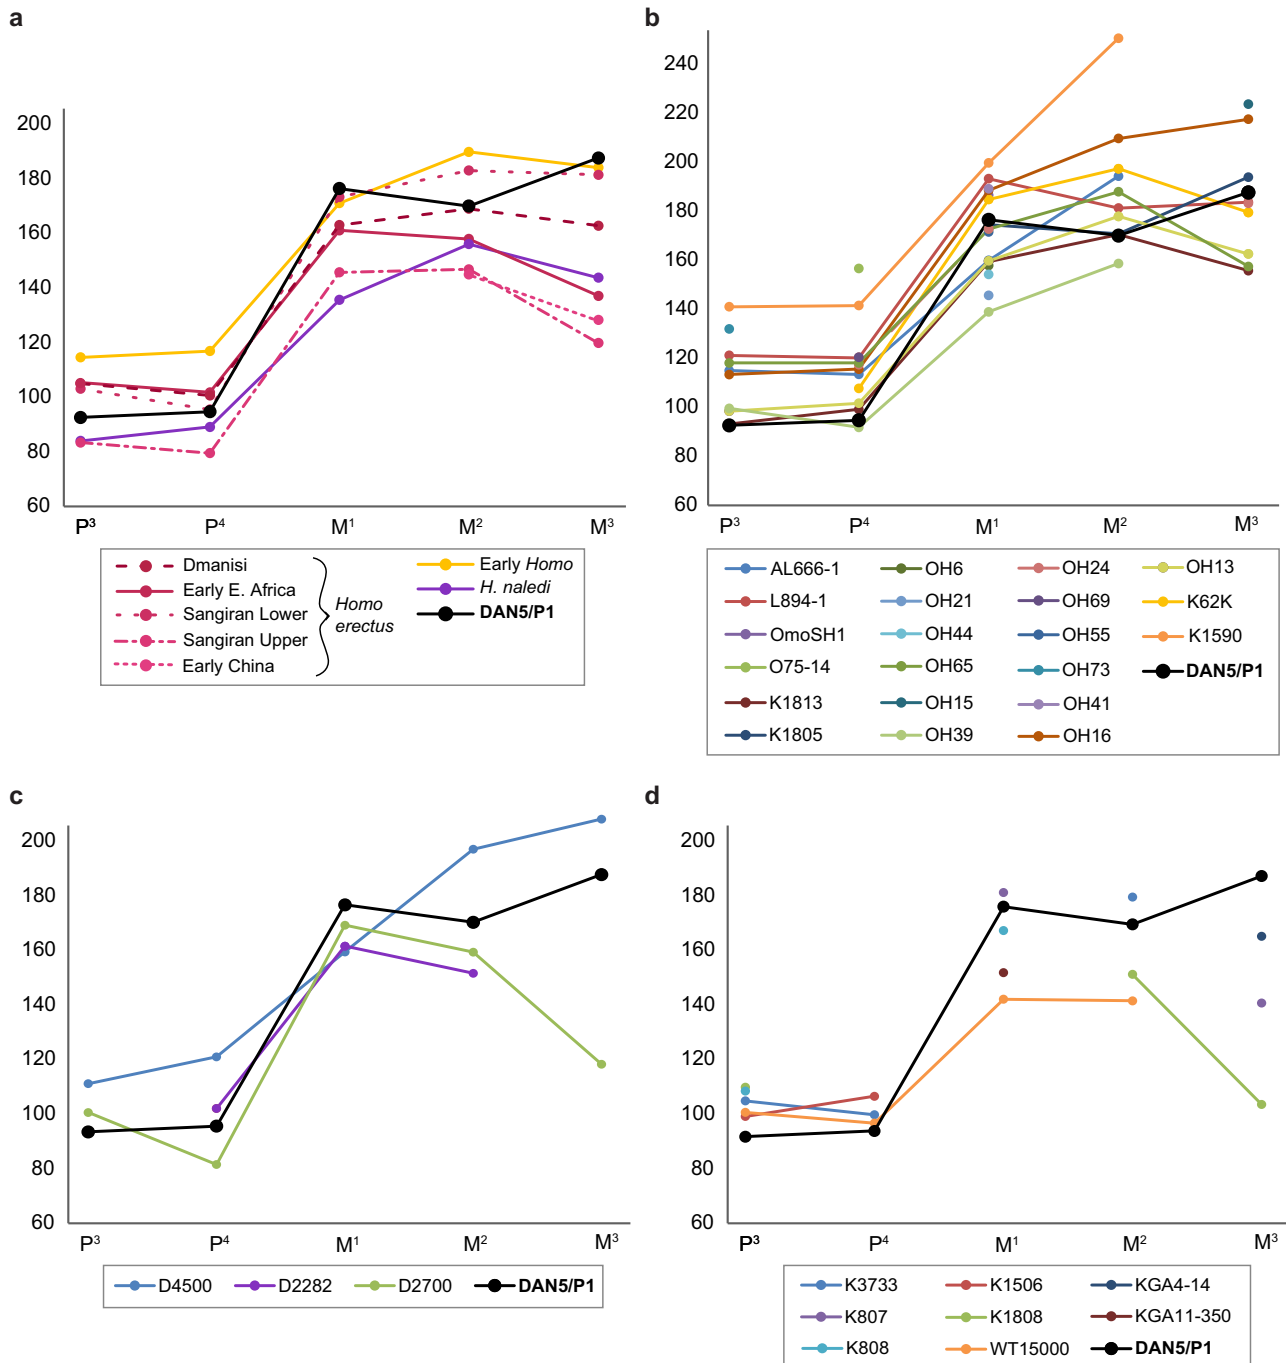 a
200
180
160
140
120
100
80
60
P³ P⁴ M¹ M² M³
Dmanisi
Early E. Africa
Sangiran Lower
Sangiran Upper
Early China
Homo
erectus
Early Homo
H. naledi
DAN5/P1
b
240
220
200
180
160
140
120
100
80
60
P³ P⁴ M¹ M² M³
AL666-1 OH6 OH24 OH13
L894-1 OH21 OH69 K62K
OmoSH1 OH44 OH55 K1590
O75-14 OH65 OH73 DAN5/P1
K1813 OH15 OH41
K1805 OH39 OH16
c
200
180
160
140
120
100
80
60
P³ P⁴ M¹ M² M³
D4500 D2282 D2700 DAN5/P1
d
200
180
160
140
120
100
80
60
P³ P⁴ M¹ M² M³
K3733 K1506 KGA4-14
K807 K1808 KGA11-350
K808 WT15000 DAN5/P1